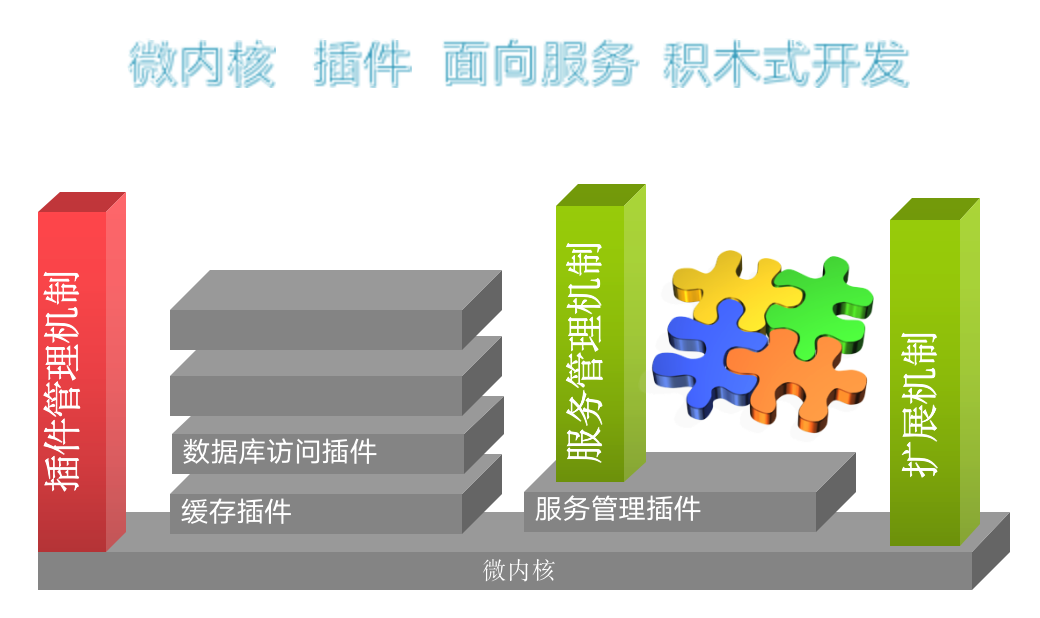 微内核 插件 面向服务 积木式开发
插件管理机制
数据库访问插件
缓存插件
服务管理机制
服务管理插件
扩展机制
微内核